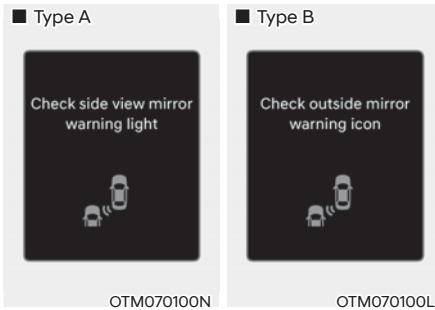 ■ Type A
Check side view mirror
warning light
OTM070100N
■ Type B
Check outside mirror
warning icon
OTM070100L